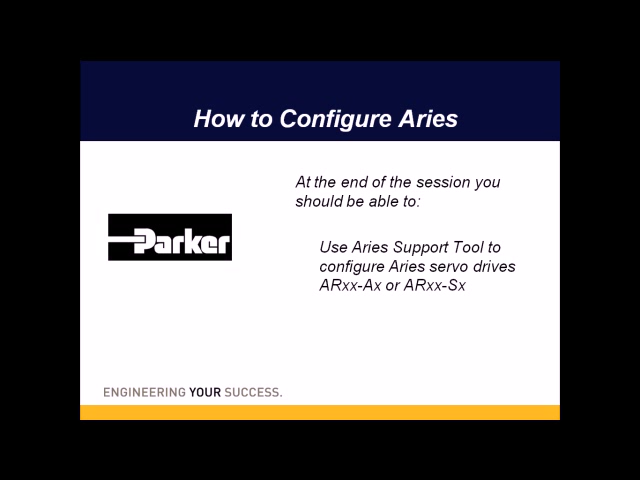 How to Configure Aries
At the end of the session you
should be able to:
Use Aries Support Tool to
configure Aries servo drives
ARxx-Ax or ARxx-Sx
Parker
ENGINEERING YOUR SUCCESS.